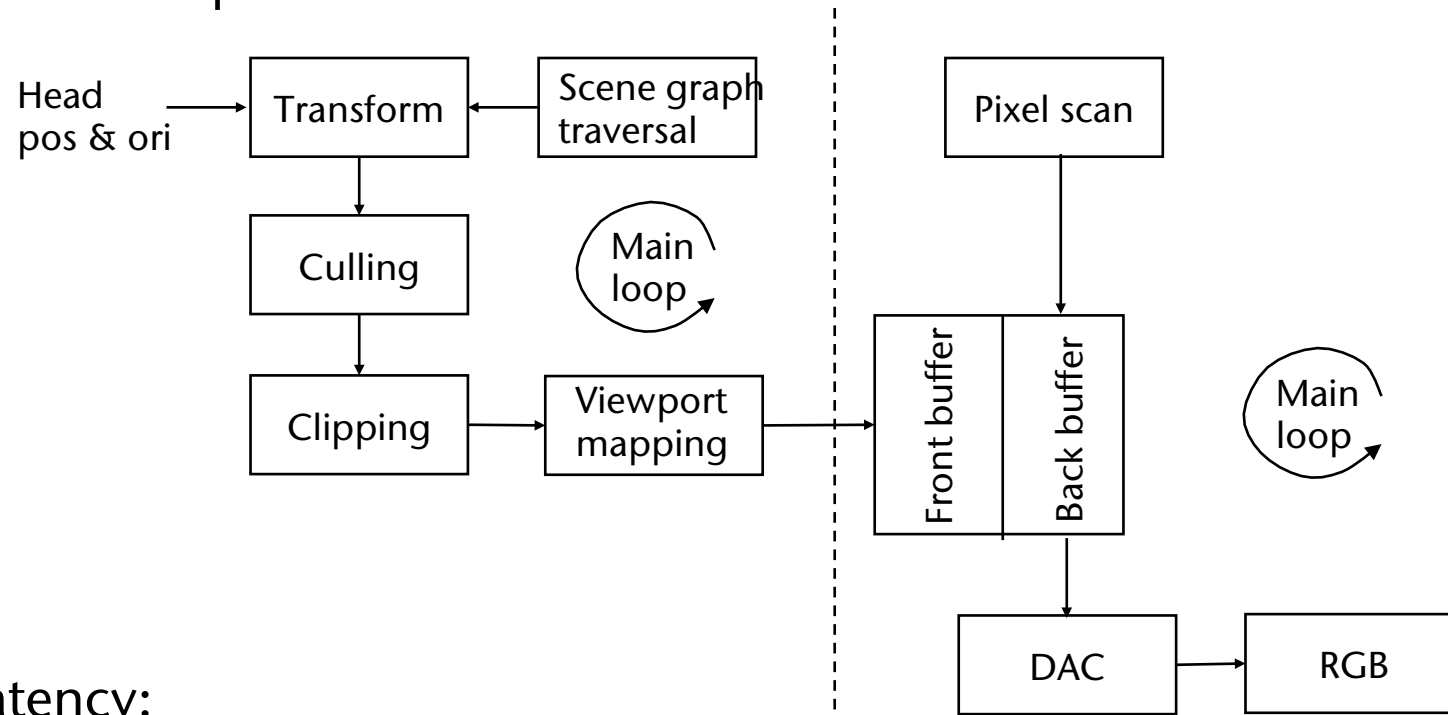 Head
pos & ori
Transform
Scene graph
traversal
Pixel scan
Culling
Main
loop
Clipping
Viewport
mapping
Front buffer
Back buffer
Main
loop
DAC
RGB
atency: